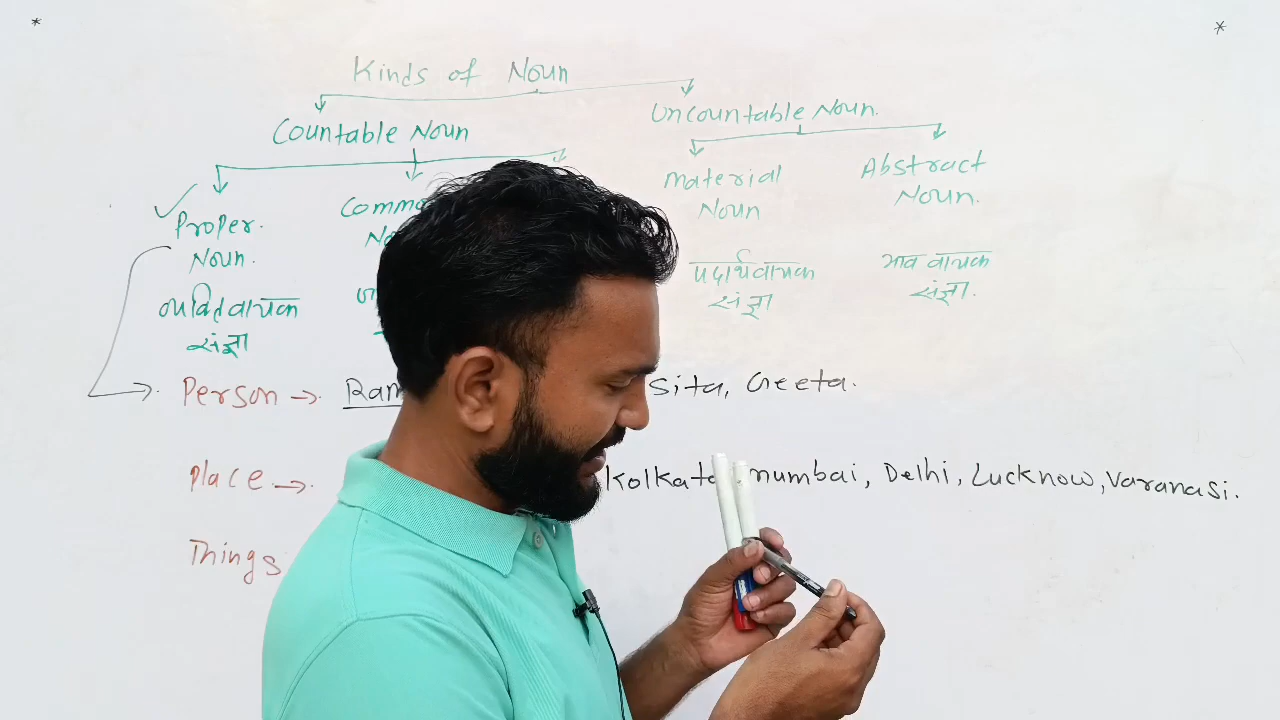 Kinds of Noun
Countable Noun
Uncountable Noun.
Proper.
Noun.
व्यक्तिवाचक
संज्ञा
Material
Noun
पदार्थवाचक
संज्ञा
Abstract
Noun.
भाव वाचक
संज्ञा.
Person → Sita, Geeta.
Place → Kolkata, mumbai, Delhi, Lucknow, Varanasi.
Things